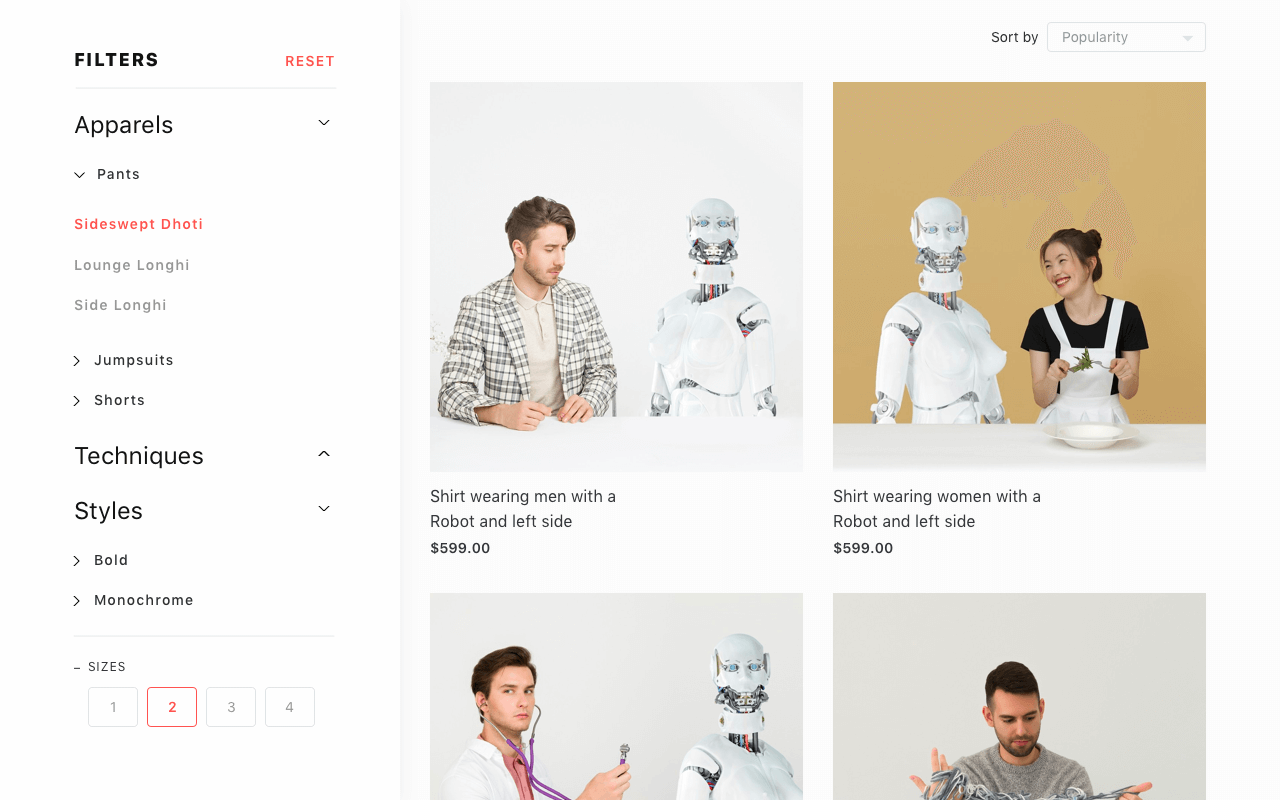 FILTERS
RESET
Apparels
Pants
Sideswept Dhoti
Lounge Longhi
Side Longhi
Jumpsuits
Shorts
Techniques
Styles
Bold
Monochrome
– SIZES
1
2
3
4
Sort by
Popularity
Shirt wearing men with a
Robot and left side
$599.00
Shirt wearing women with a
Robot and left side
$599.00